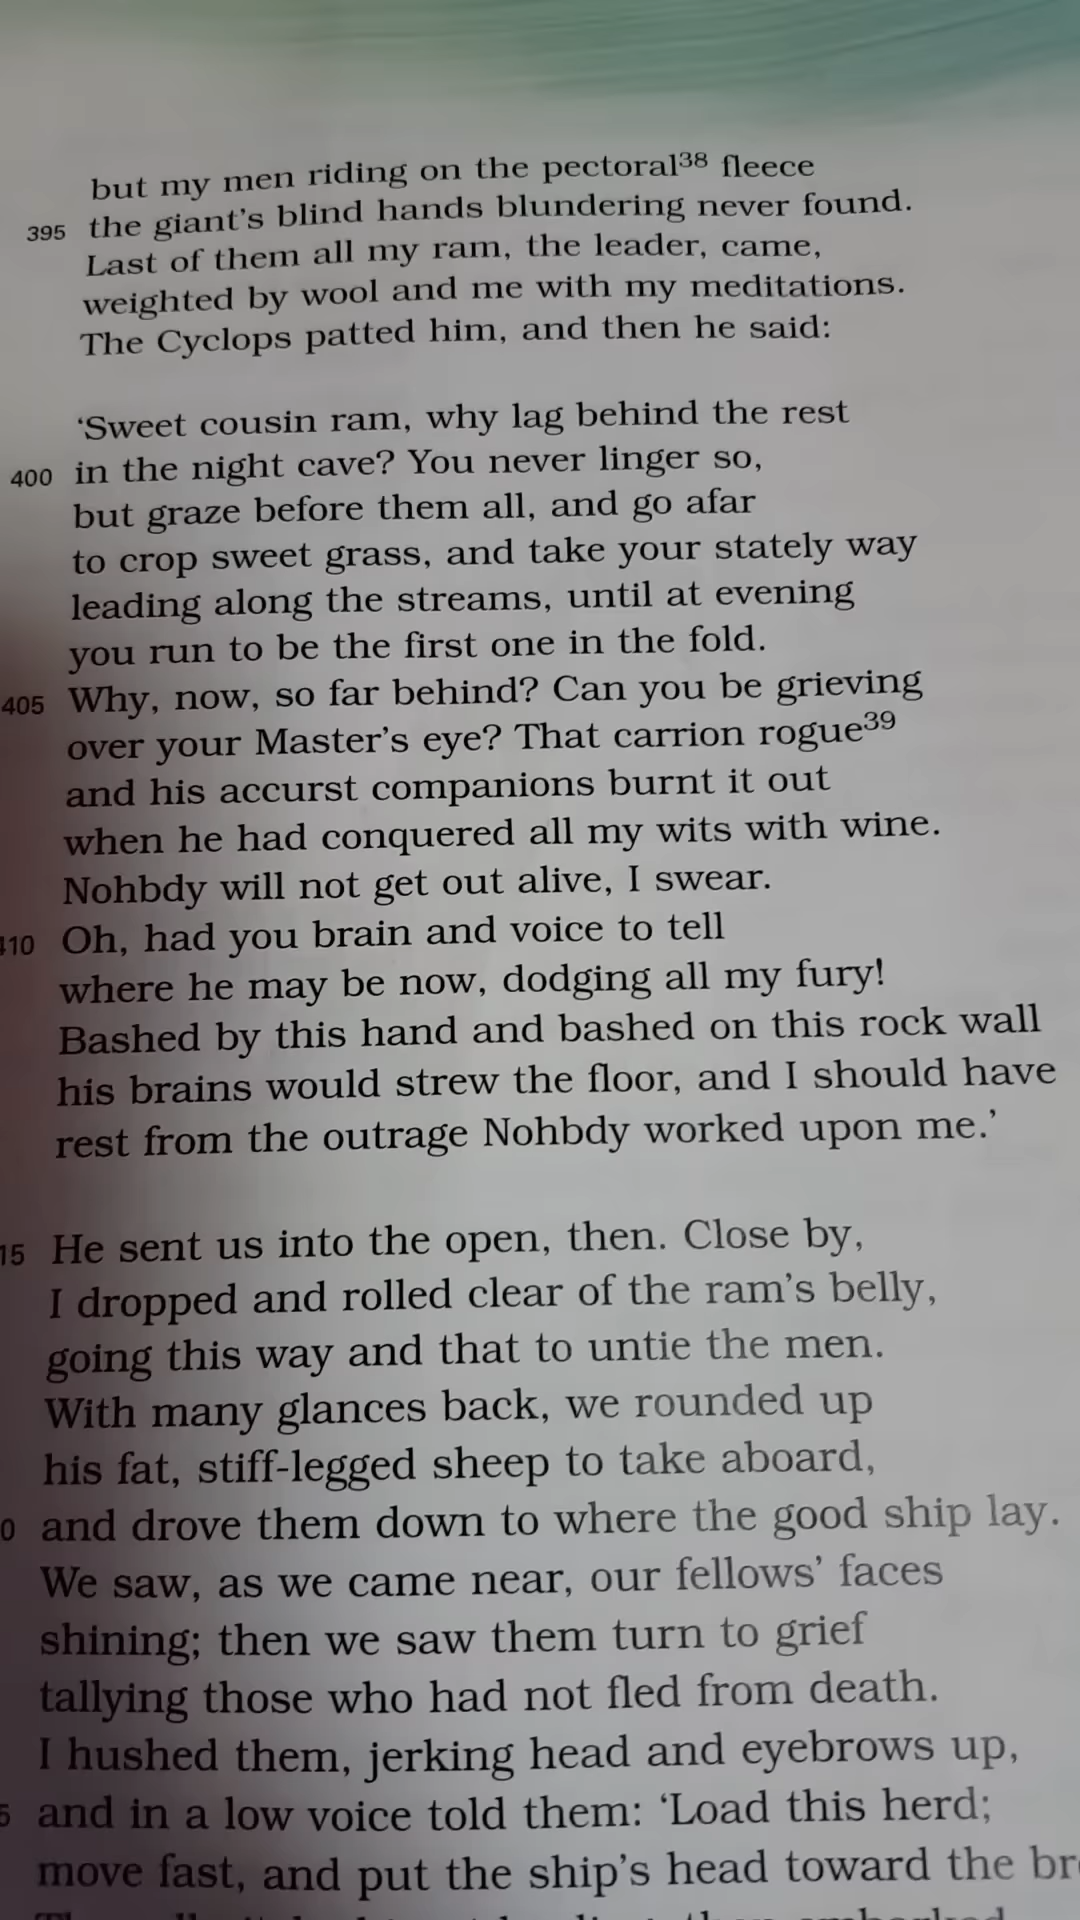 but my men riding on the pectoral38 fleece
395 the giant's blind hands blundering never found.
Last of them all my ram, the leader, came,
weighted by wool and me with my meditations.
The Cyclops patted him, and then he said:
‘Sweet cousin ram, why lag behind the rest
400 in the night cave? You never linger so,
but graze before them all, and go afar
to crop sweet grass, and take your stately way
leading along the streams, until at evening
you run to be the first one in the fold.
405 Why, now, so far behind? Can you be grieving
over your Master's eye? That carrion rogue39
and his accurst companions burnt it out
when he had conquered all my wits with wine.
Nohbdy will not get out alive, I swear.
410 Oh, had you brain and voice to tell
where he may be now, dodging all my fury!
Bashed by this hand and bashed on this rock wall
his brains would strew the floor, and I should have
rest from the outrage Nohbdy worked upon me.’
15 He sent us into the open, then. Close by,
I dropped and rolled clear of the ram's belly,
going this way and that to untie the men.
With many glances back, we rounded up
his fat, stiff-legged sheep to take aboard,
0 and drove them down to where the good ship lay.
We saw, as we came near, our fellows’ faces
shining; then we saw them turn to grief
tallying those who had not fled from death.
I hushed them, jerking head and eyebrows up,
5 and in a low voice told them: ‘Load this herd;
move fast, and put the ship's head toward the